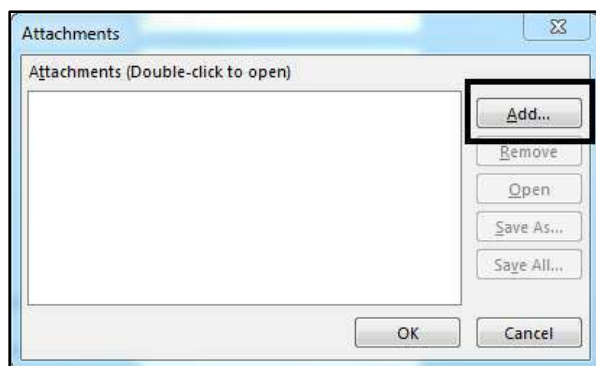 Attachments
Attachments (Double-click to open)
Add...
Remove
Open
Save As...
Save All...
OK Cancel